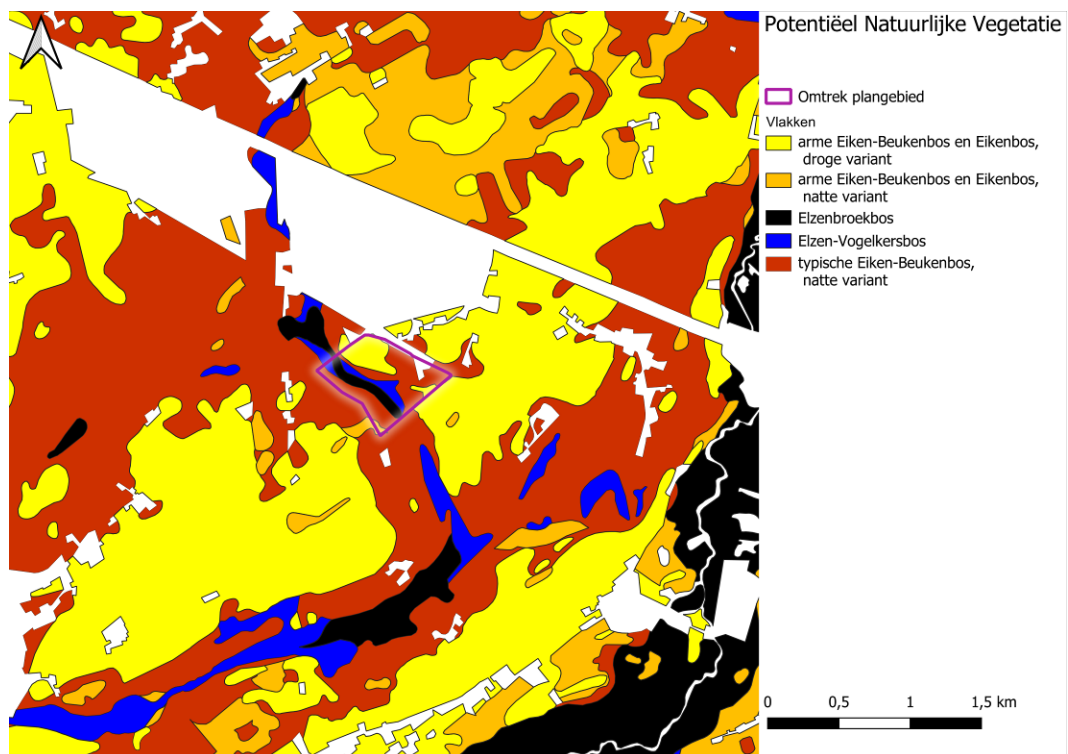 Potentiëel Natuurlijke Vegetatie
Omtrek plangebied
Vlakken
arme Eiken-Beukenbos en Eikenbos,
droge variant
arme Eiken-Beukenbos en Eikenbos,
natte variant
Elzenbroekbos
Elzen-Vogelkersbos
typische Eiken-Beukenbos,
natte variant
0 0,5 1 1,5 km